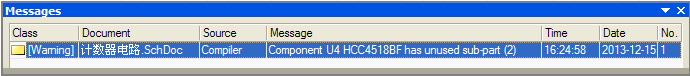 Messages
Class Document Source Message Time Date No.
[Warning] 计数器电路.SchDoc Compiler Component U4 HCC4518BF has unused sub-part (2) 16:24:58 2013-12-15 1